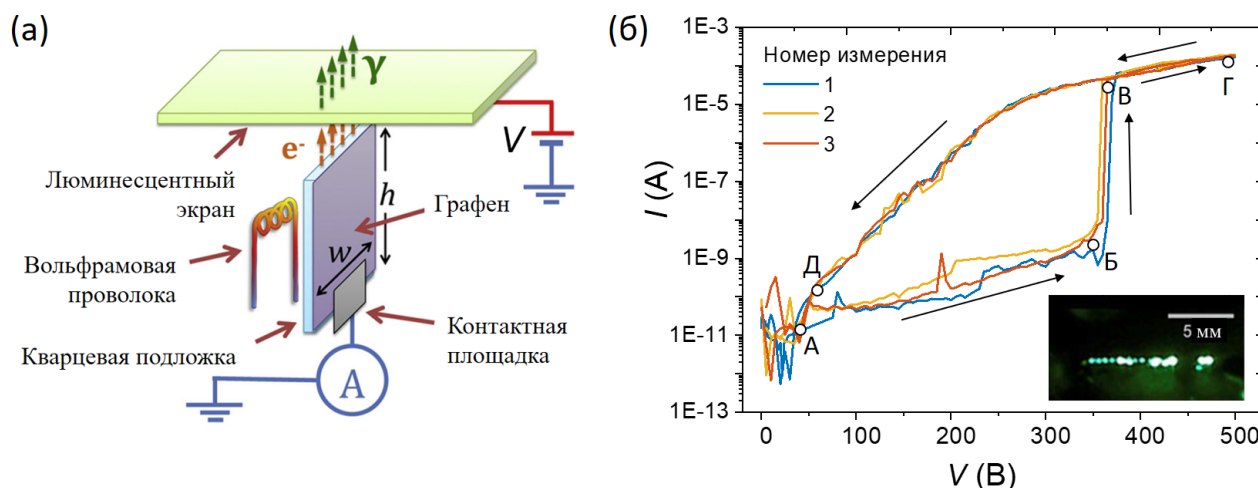 (а)
γ
e-
V
h
w
Люминесцентный
экран
Графен
Вольфрамовая
проволока
Контактная
площадка
Кварцевая подложка
A
(б)
1E-3
1E-5
1E-7
1E-9
1E-11
1E-13
I (A)
Номер измерения
1
2
3
В
Г
Д
Б
А
5 мм
0 100 200 300 400 500
V (В)